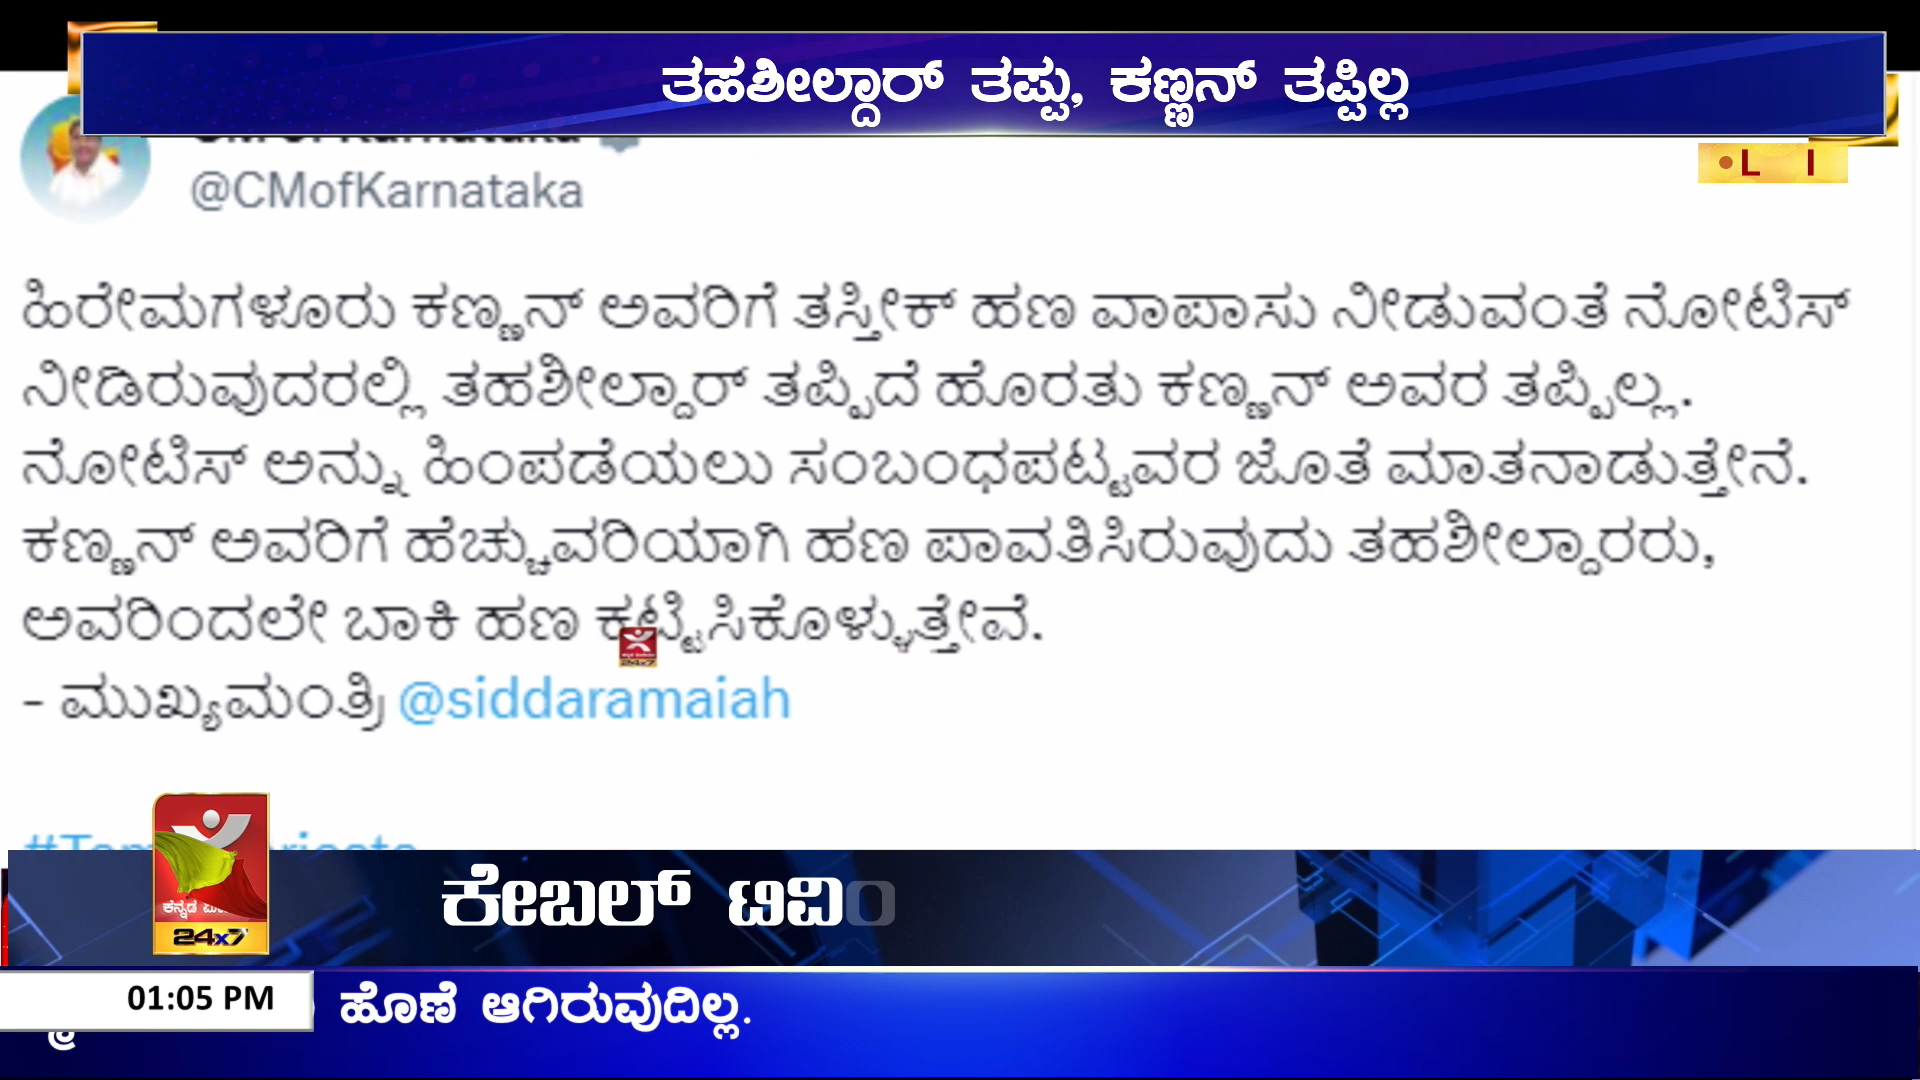 ತಹಶೀಲ್ದಾರ್ ತಪ್ಪು, ಕಣ್ಣನ್ ತಪ್ಪಿಲ್ಲ
@CMofKarnataka
L I
ಹಿರೇಮಗಳೂರು ಕಣ್ಣನ್ ಅವರಿಗೆ ತಸ್ತೀಕ್ ಹಣ ವಾಪಾಸು ನೀಡುವಂತೆ ನೋಟಿಸ್
ನೀಡಿರುವುದರಲ್ಲಿ ತಹಶೀಲ್ದಾರ್ ತಪ್ಪಿದೆ ಹೊರತು ಕಣ್ಣನ್ ಅವರ ತಪ್ಪಿಲ್ಲ.
ನೋಟಿಸ್ ಅನ್ನು ಹಿಂಪಡೆಯಲು ಸಂಬಂಧಪಟ್ಟವರ ಜೊತೆ ಮಾತನಾಡುತ್ತೇನೆ.
ಕಣ್ಣನ್ ಅವರಿಗೆ ಹೆಚ್ಚುವರಿಯಾಗಿ ಹಣ ಪಾವತಿಸಿರುವುದು ತಹಶೀಲ್ದಾರರು,
ಅವರಿಂದಲೇ ಬಾಕಿ ಹಣ ಕಟ್ಟಿಸಿಕೊಳ್ಳುತ್ತೇವೆ.
- ಮುಖ್ಯಮಂತ್ರಿ @siddaramaiah
ಕೇಬಲ್ ಟಿವಿಂ
ಕನ್ನಡ
24x7
01:05 PM
ಹೊಣೆ ಆಗಿರುವುದಿಲ್ಲ.